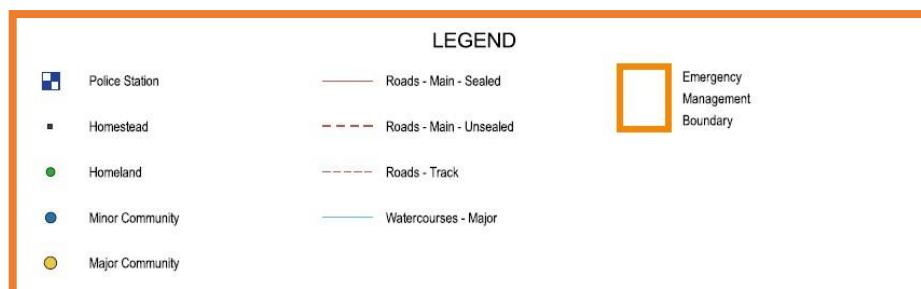 LEGEND
Police Station
Homestead
Homeland
Minor Community
Major Community
Roads - Main - Sealed
Roads - Main - Unsealed
Roads - Track
Watercourses - Major
Emergency
Management
Boundary